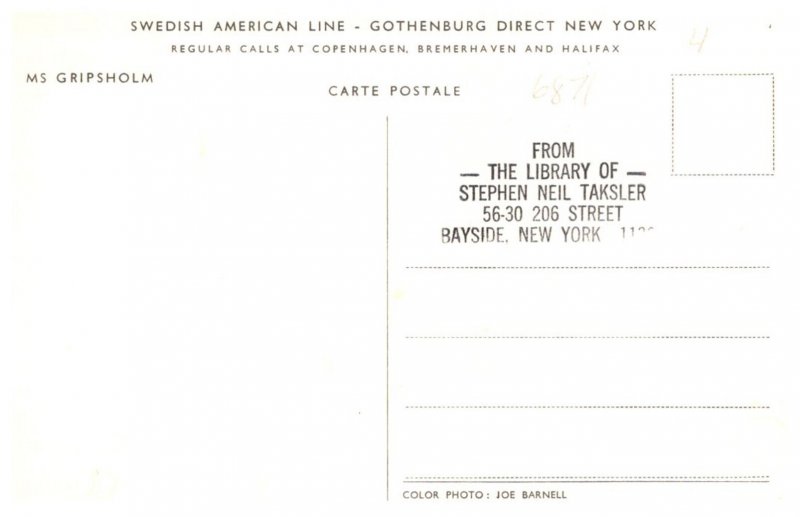 SWEDISH AMERICAN LINE - GOTHENBURG DIRECT NEW YORK
REGULAR CALLS AT COPENHAGEN, BREMERHAVEN AND HALIFAX
4
MS GRIPSHOLM
CARTE POSTALE
6871
FROM
— THE LIBRARY OF —
STEPHEN NEIL TAKSLER
56-30 206 STREET
BAYSIDE, NEW YORK
COLOR PHOTO: JOE BARNELL